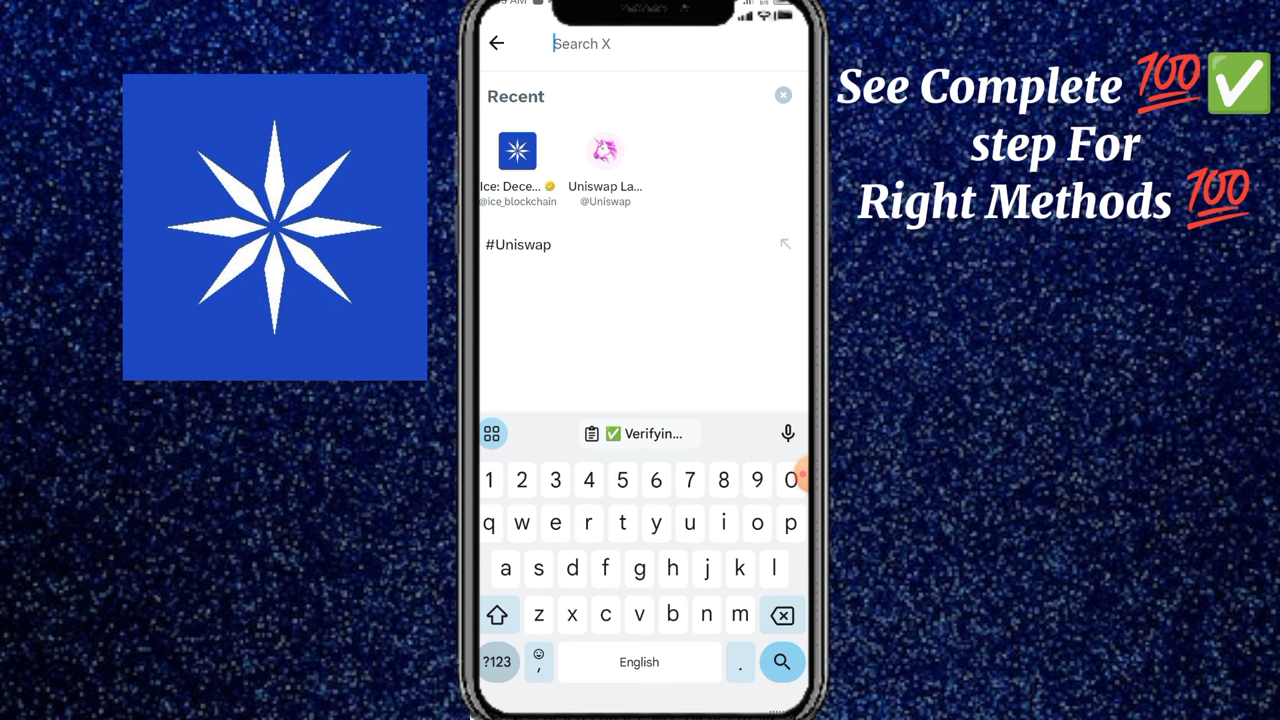 Search X
Recent
Ice: Dece...
@ice_blockchain
Uniswap La...
@Uniswap
#Uniswap
✅ Verifyin...
1 2 3 4 5 6 7 8 9 0
q w e r t y u i o p
a s d f g h j k l
z x c v b n m
?123 , English .
See Complete 💯✅
step For
Right Methods 💯